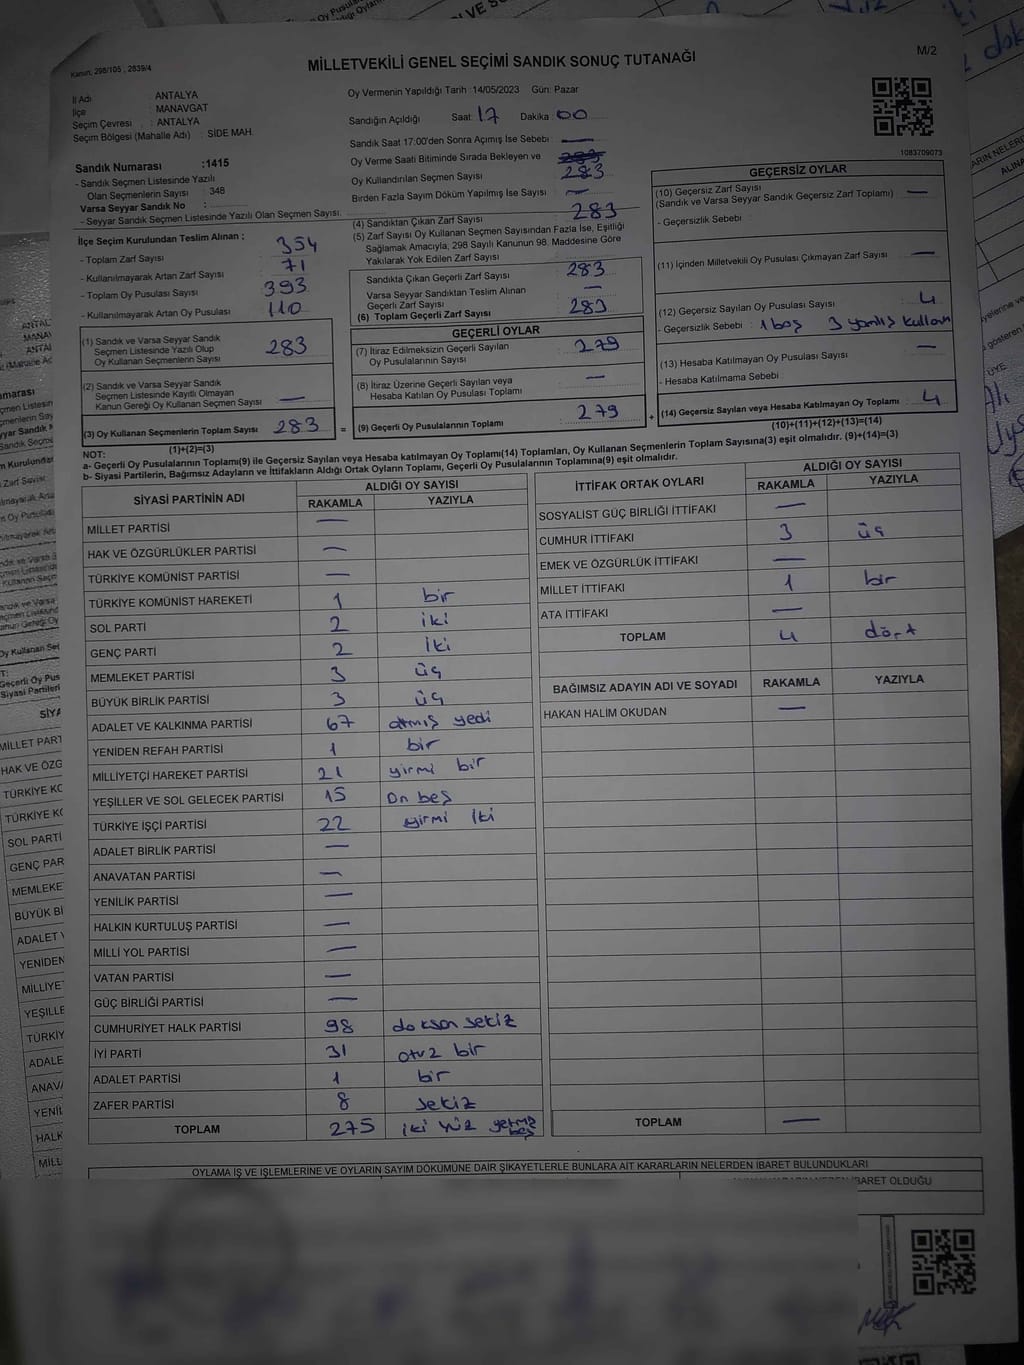 Kanun: 298/105 , 2839/4
MİLLETVEKİLİ GENEL SEÇİMİ SANDIK SONUÇ TUTANAĞI
M/2
İl Adı : ANTALYA
İlçe : MANAVGAT
Seçim Çevresi : ANTALYA
Seçim Bölgesi (Mahalle Adı) : SİDE MAH.
Oy Vermenin Yapıldığı Tarih :14/05/2023 Gün: Pazar
Sandığın Açıldığı Saat: 17 Dakika 00
Sandık Saat 17:00'den Sonra Açılmış İse Sebebi : —
Oy Verme Saati Bitiminde Sırada Bekleyen ve
Oy Kullandırılan Seçmen Sayısı 283
Birden Fazla Sayım Döküm Yapılmış İse Sayısı —
1083709073
Sandık Numarası :1415
- Sandık Seçmen Listesinde Yazılı
Olan Seçmenlerin Sayısı : 348
Varsa Seyyar Sandık No :
- Seyyar Sandık Seçmen Listesinde Yazılı Olan Seçmen Sayısı:
İlçe Seçim Kurulundan Teslim Alınan :
- Toplam Zarf Sayısı 354
- Kullanılmayarak Artan Zarf Sayısı 71
- Toplam Oy Pusulası Sayısı 393
- Kullanılmayarak Artan Oy Pusulası 110
(1) Sandık ve Varsa Seyyar Sandık
Seçmen Listesinde Yazılı Olup
Oy Kullanan Seçmenlerin Sayısı 283
(2) Sandık ve Varsa Seyyar Sandık
Seçmen Listesinde Kayıtlı Olmayan
Kanun Gereği Oy Kullanan Seçmen Sayısı —
(3) Oy Kullanan Seçmenlerin Toplam Sayısı 283 =
(1)+(2)=(3)
(4) Sandıktan Çıkan Zarf Sayısı 283
(5) Zarf Sayısı Oy Kullanan Seçmen Sayısından Fazla İse, Eşitliği
Sağlamak Amacıyla, 298 Sayılı Kanunun 98. Maddesine Göre
Yakılarak Yok Edilen Zarf Sayısı
Sandıkta Çıkan Geçerli Zarf Sayısı 283
Varsa Seyyar Sandıktan Teslim Alınan
Geçerli Zarf Sayısı —
(6) Toplam Geçerli Zarf Sayısı 283
GEÇERLİ OYLAR
(7) İtiraz Edilmeksizin Geçerli Sayılan
Oy Pusulalarının Sayısı 279
(8) İtiraz Üzerine Geçerli Sayılan veya
Hesaba Katılan Oy Pusulası Toplamı —
(9) Geçerli Oy Pusulalarının Toplamı 279 +
GEÇERSİZ OYLAR
(10) Geçersiz Zarf Sayısı
(Sandık ve Varsa Seyyar Sandık Geçersiz Zarf Toplamı) —
- Geçersizlik Sebebi
(11) İçinden Milletvekili Oy Pusulası Çıkmayan Zarf Sayısı —
(12) Geçersiz Sayılan Oy Pusulası Sayısı 4
- Geçersizlik Sebebi : 1 boş 3 yanlış kullanı
(13) Hesaba Katılmayan Oy Pusulası Sayısı —
- Hesaba Katılmama Sebebi
(14) Geçersiz Sayılan veya Hesaba Katılmayan Oy Toplamı 4
(10)+(11)+(12)+(13)=(14)
NOT:
a- Geçerli Oy Pusulalarının Toplamı(9) ile Geçersiz Sayılan veya Hesaba katılmayan Oy Toplamı(14) Toplamları, Oy Kullanan Seçmenlerin Toplam Sayısına(3) eşit olmalıdır. (9)+(14)=(3)
b- Siyasi Partilerin, Bağımsız Adayların ve İttifakların Aldığı Ortak Oyların Toplamı, Geçerli Oy Pusulalarının Toplamına(9) eşit olmalıdır.
SİYASİ PARTİNİN ADI ALDIĞI OY SAYISI
RAKAMLA YAZIYLA
MİLLET PARTİSİ —
HAK VE ÖZGÜRLÜKLER PARTİSİ —
TÜRKİYE KOMÜNİST PARTİSİ —
TÜRKİYE KOMÜNİST HAREKETİ 1 bir
SOL PARTİ 2 iki
GENÇ PARTİ 2 iki
MEMLEKET PARTİSİ 3 üç
BÜYÜK BİRLİK PARTİSİ 3 üç
ADALET VE KALKINMA PARTİSİ 67 atmış yedi
YENİDEN REFAH PARTİSİ 1 bir
MİLLİYETÇİ HAREKET PARTİSİ 21 yirmi bir
YEŞİLLER VE SOL GELECEK PARTİSİ 15 on beş
TÜRKİYE İŞÇİ PARTİSİ 22 yirmi iki
ADALET BİRLİK PARTİSİ —
ANAVATAN PARTİSİ —
YENİLİK PARTİSİ —
HALKIN KURTULUŞ PARTİSİ —
MİLLİ YOL PARTİSİ —
VATAN PARTİSİ —
GÜÇ BİRLİĞİ PARTİSİ —
CUMHURİYET HALK PARTİSİ 98 doksan sekiz
İYİ PARTİ 31 otuz bir
ADALET PARTİSİ 1 bir
ZAFER PARTİSİ 8 sekiz
TOPLAM 275 iki yüz yetmiş beş
İTTİFAK ORTAK OYLARI ALDIĞI OY SAYISI
RAKAMLA YAZIYLA
SOSYALİST GÜÇ BİRLİĞİ İTTİFAKI —
CUMHUR İTTİFAKI 3 üç
EMEK VE ÖZGÜRLÜK İTTİFAKI —
MİLLET İTTİFAKI 1 bir
ATA İTTİFAKI —
TOPLAM 4 dört
BAĞIMSIZ ADAYIN ADI VE SOYADI RAKAMLA YAZIYLA
HAKAN HALİM OKUDAN —
TOPLAM —
OYLAMA İŞ VE İŞLEMLERİNE VE OYLARIN SAYIM DÖKÜMÜNE DAİR ŞİKAYETLERLE BUNLARA AİT KARARLARIN NELERDEN İBARET BULUNDUKLARI
İBARET OLDUĞU